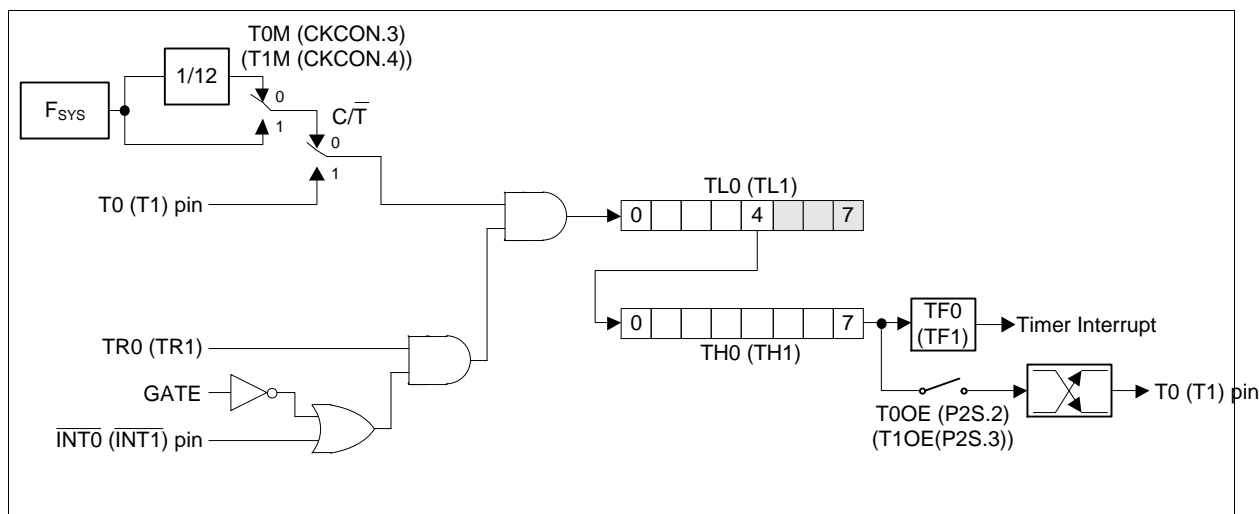 T0M (CKCON.3)
(T1M (CKCON.4))
1/12
FSYS
0
1
C/T̅
0
1
T0 (T1) pin
TL0 (TL1)
0 4 7
0 7
TH0 (TH1)
TF0
(TF1)
Timer Interrupt
TR0 (TR1)
GATE
I̅N̅T̅0̅ (I̅N̅T̅1̅) pin
T0OE (P2S.2)
(T1OE(P2S.3))
T0 (T1) pin